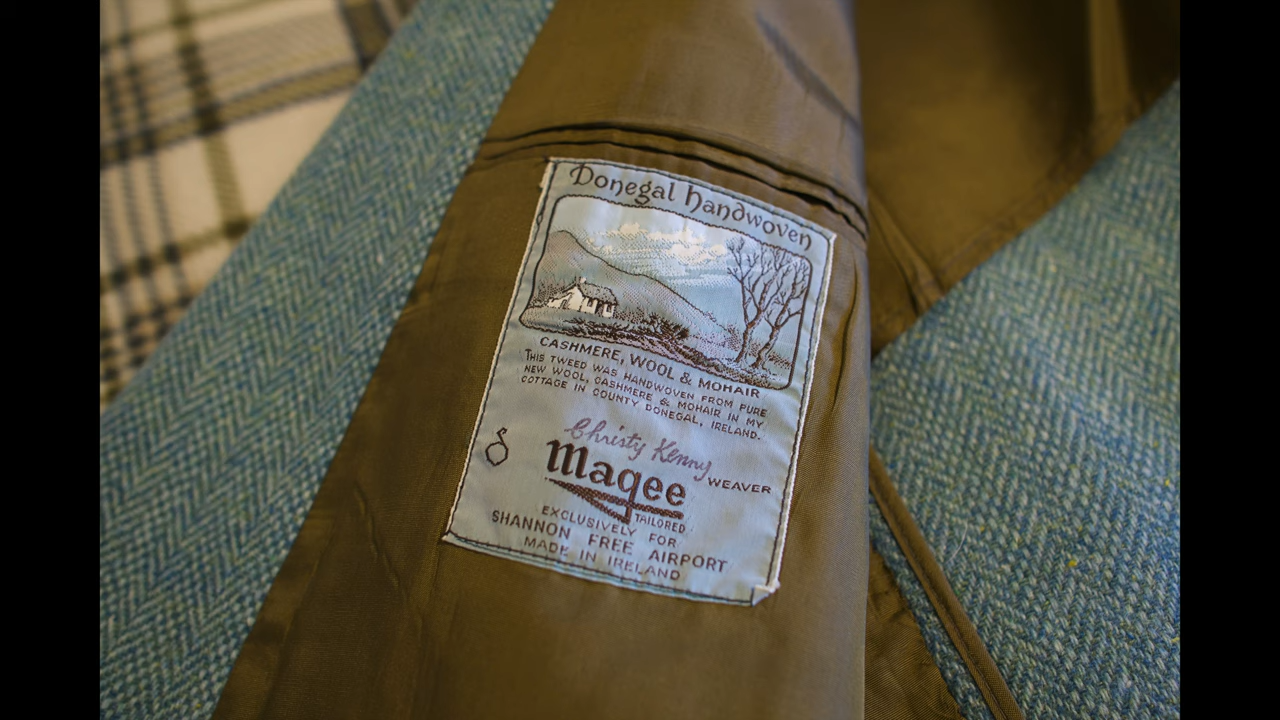 Donegal handwoven
CASHMERE, WOOL & MOHAIR
THIS TWEED WAS HANDWOVEN FROM PURE
NEW WOOL, CASHMERE & MOHAIR IN MY
COTTAGE IN COUNTY DONEGAL, IRELAND.
Christy Kenny
WEAVER
Magee
TAILORED
EXCLUSIVELY FOR
SHANNON FREE AIRPORT
MADE IN IRELAND